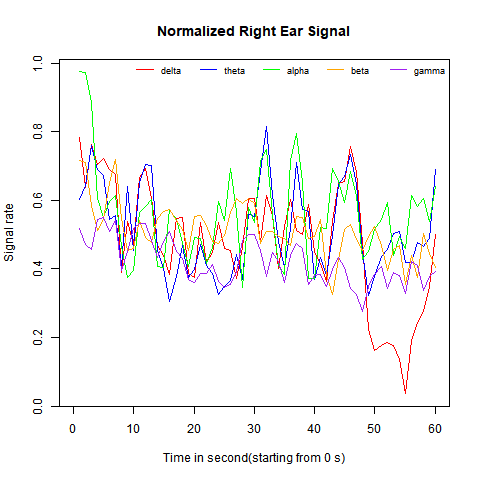 Normalized Right Ear Signal
delta theta alpha beta gamma
1.0
0.8
0.6
0.4
0.2
0.0
Signal rate
0 10 20 30 40 50 60
Time in second(starting from 0 s)